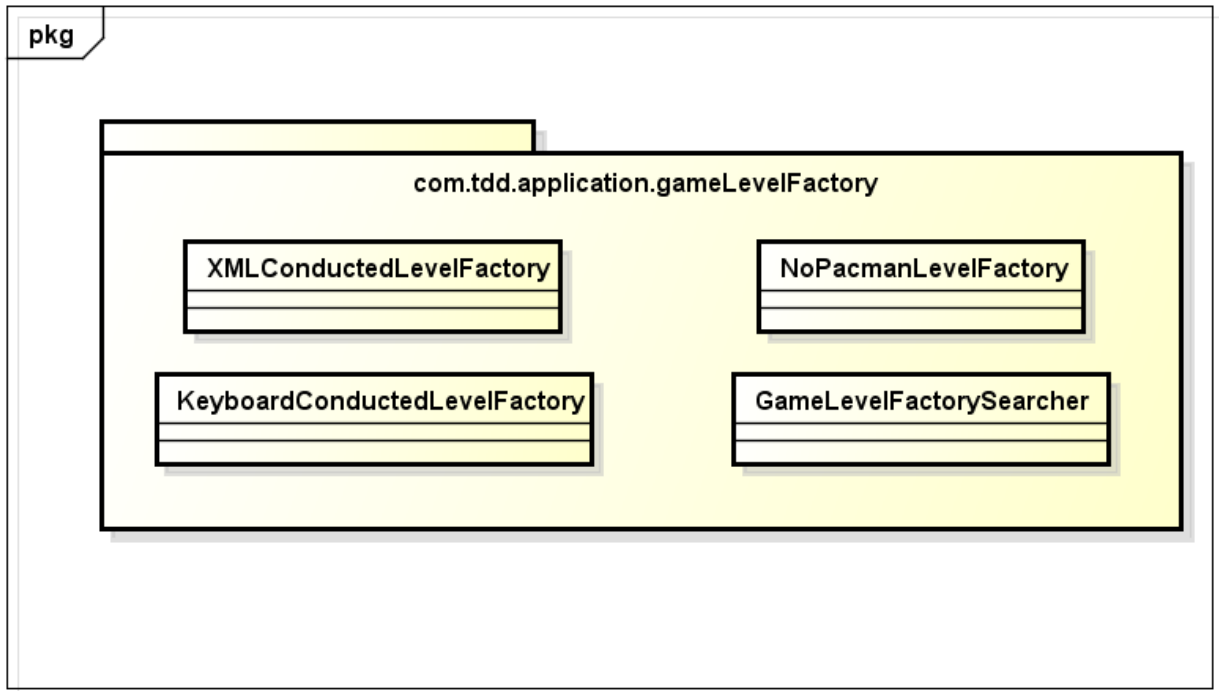 pkg
com.tdd.application.gameLevelFactory
XMLConductedLevelFactory
NoPacmanLevelFactory
KeyboardConductedLevelFactory
GameLevelFactorySearcher